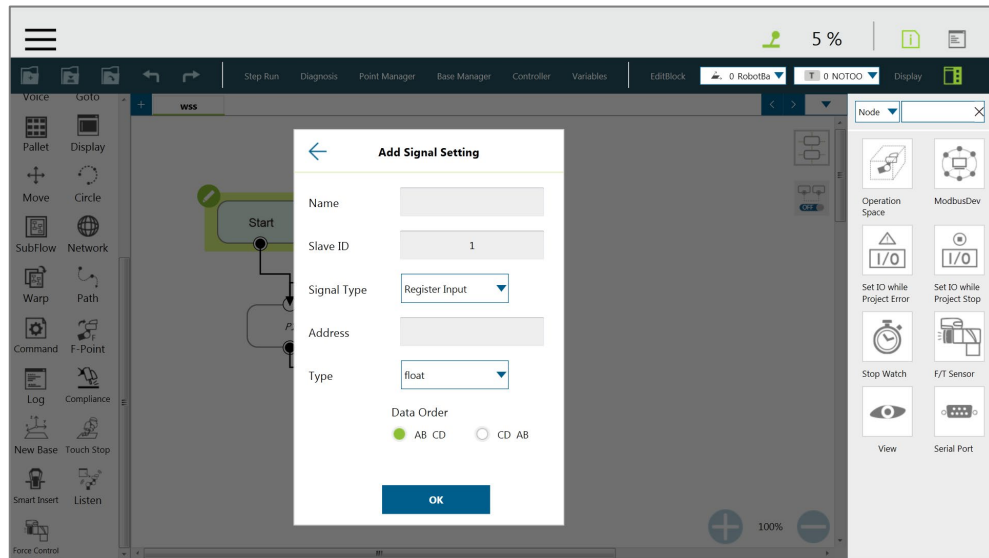 5 %
Step Run Diagnosis Point Manager Base Manager Controller Variables EditBlock 0 RobotBa T 0 NOTOO Display
Voice Goto
Pallet Display
Move Circle
SubFlow Network
Warp Path
Command F-Point
Log Compliance
New Base Touch Stop
Smart Insert Listen
Force Control
wss
Start
Add Signal Setting
Name
Slave ID 1
Signal Type Register Input
Address
Type float
Data Order
AB CD CD AB
OK
OFF
100%
Node
Operation Space
ModbusDev
I/O
I/O
Set IO while Project Error
Set IO while Project Stop
Stop Watch
F/T Sensor
View
Serial Port